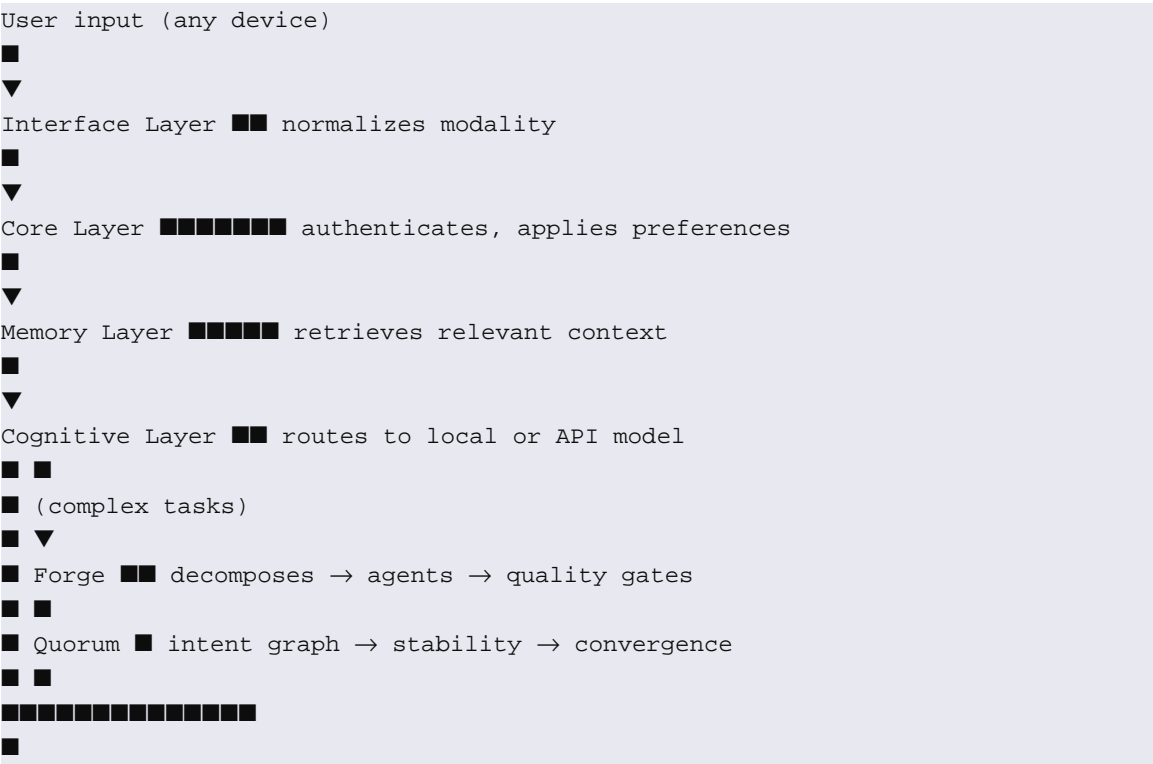 User input (any device)
■
▼
Interface Layer ■■ normalizes modality
■
▼
Core Layer ■■■■■■■ authenticates, applies preferences
■
▼
Memory Layer ■■■■■ retrieves relevant context
■
▼
Cognitive Layer ■■ routes to local or API model
■ ■
■ (complex tasks)
■ ▼
■ Forge ■■ decomposes → agents → quality gates
■ ■
■ Quorum ■ intent graph → stability → convergence
■ ■
■■■■■■■■■■■■■■
■